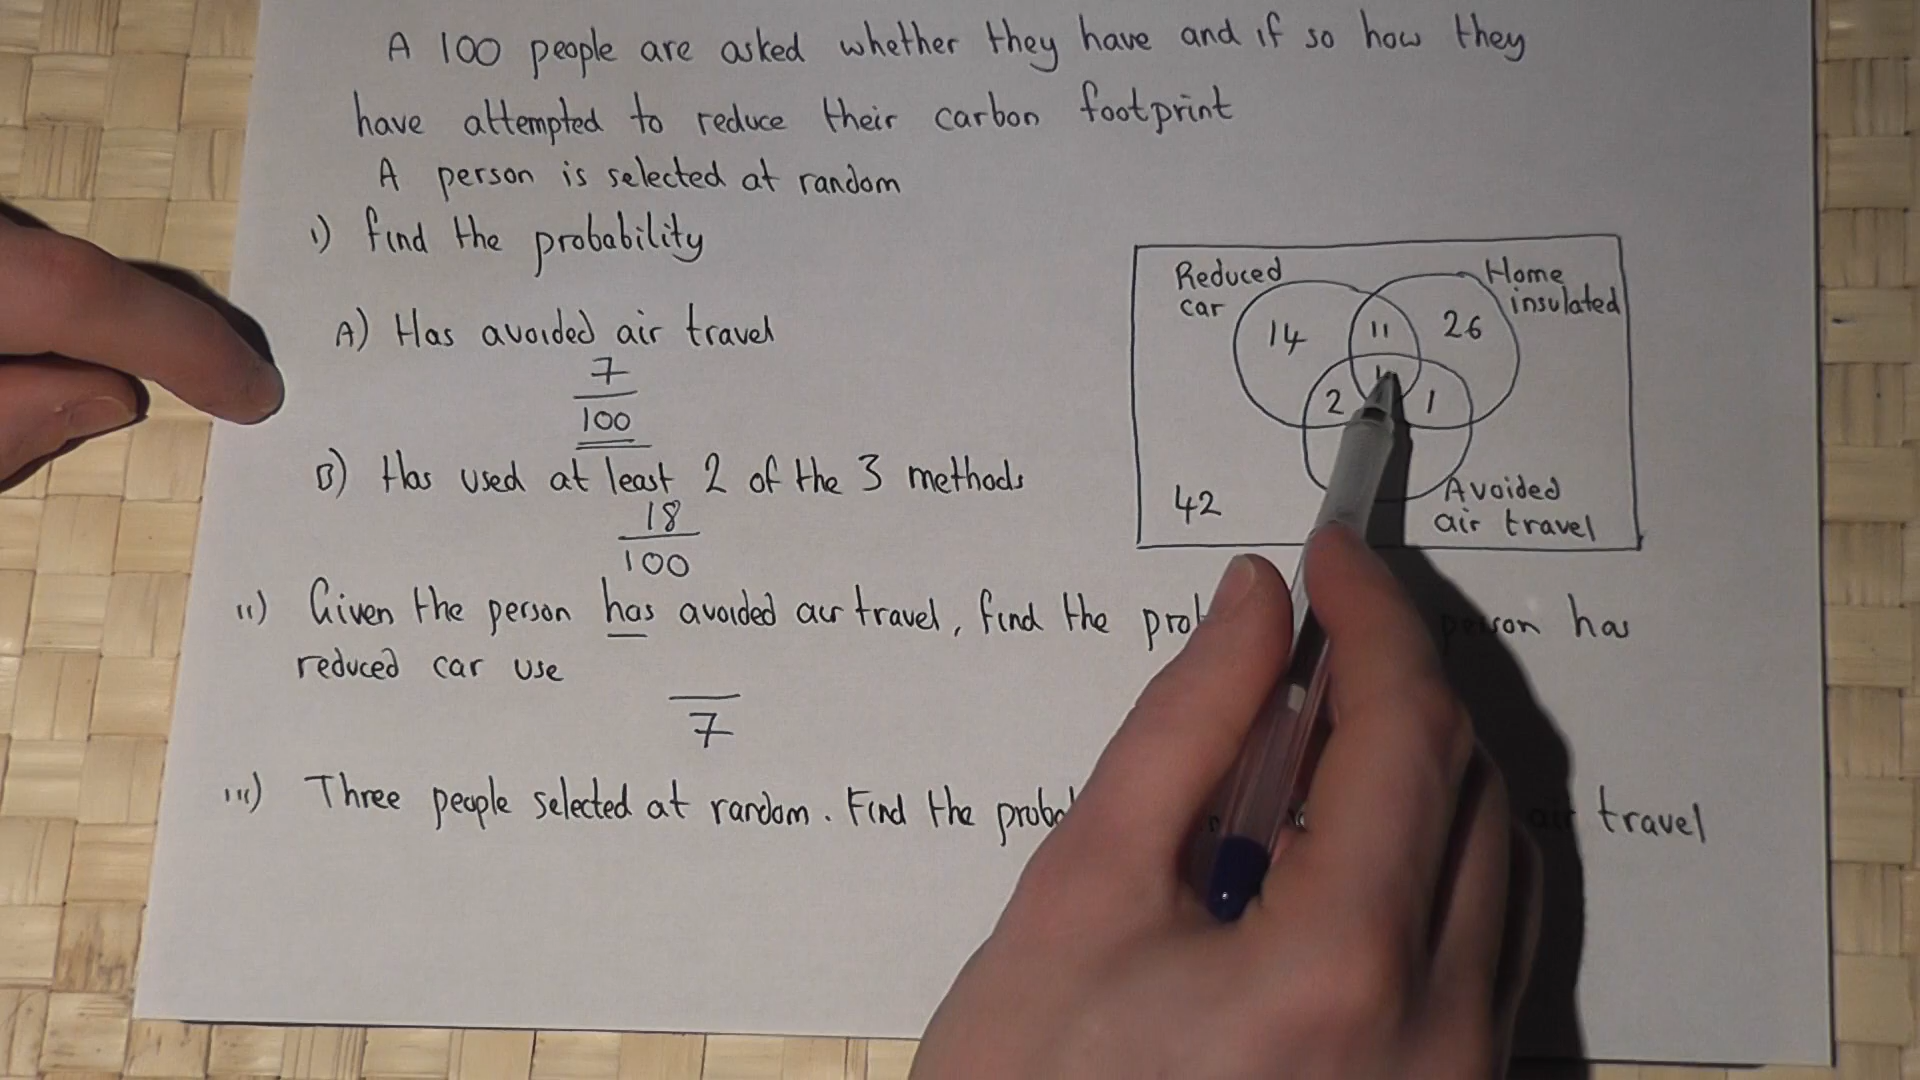 A 100 people are asked whether they have and if so how they
have attempted to reduce their carbon footprint
A person is selected at random
i) find the probability
A) Has avoided air travel
7
100
B) Has used at least 2 of the 3 methods
18
100
ii) Given the person has avoided air travel, find the person has
reduced car use
7
iii) Three people selected at random. Find the travel
Reduced
car
Home
insulated
14
11
26
2
1
42
Avoided
air travel